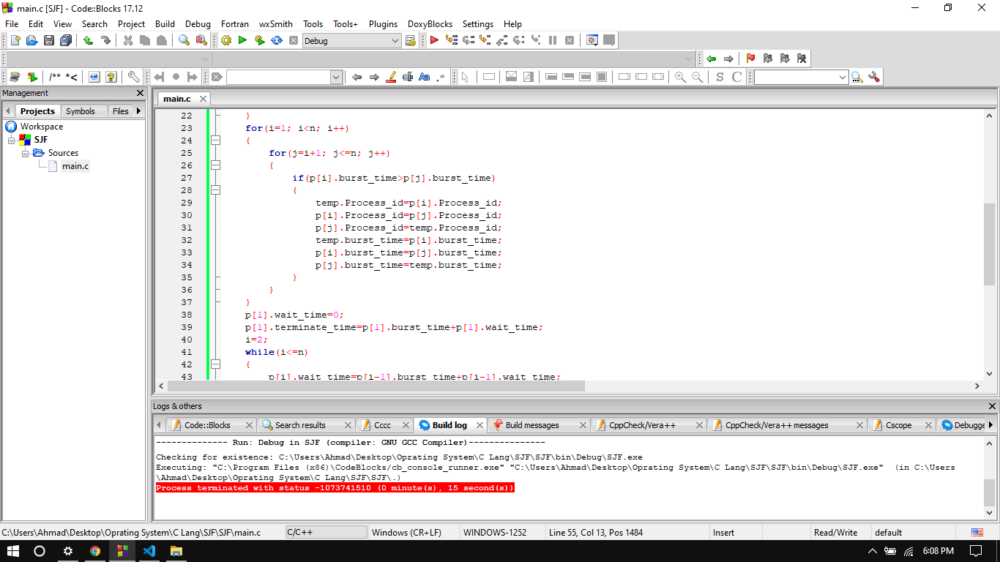 main.c [SJF] - Code::Blocks 17.12
File Edit View Search Project Build Debug Fortran wxSmith Tools Tools+ Plugins DoxyBlocks Settings Help
Debug
/** *<
Aa .*
S C
Management
main.c
Projects Symbols Files
Workspace
SJF
Sources
main.c
22 }
23 for(i=1; i<n; i++)
24 {
25 for(j=i+1; j<=n; j++)
26 {
27 if(p[i].burst_time>p[j].burst_time)
28 {
29 temp.Process_id=p[i].Process_id;
30 p[i].Process_id=p[j].Process_id;
31 p[j].Process_id=temp.Process_id;
32 temp.burst_time=p[i].burst_time;
33 p[i].burst_time=p[j].burst_time;
34 p[j].burst_time=temp.burst_time;
35 }
36 }
37 }
38 p[1].wait_time=0;
39 p[1].terminate_time=p[1].burst_time+p[1].wait_time;
40 i=2;
41 while(i<=n)
42 {
43 p[i].wait_time=p[i-1].burst_time+p[i-1].wait_time;
Logs & others
Code::Blocks Search results Cccc Build log Build messages CppCheck/Vera++ CppCheck/Vera++ messages Cscope Debugge
-------------- Run: Debug in SJF (compiler: GNU GCC Compiler)---------------
Checking for existence: C:\Users\Ahmad\Desktop\Oprating System\C Lang\SJF\SJF\bin\Debug\SJF.exe
Executing: "C:\Program Files (x86)\CodeBlocks/cb_console_runner.exe" "C:\Users\Ahmad\Desktop\Oprating System\C Lang\SJF\SJF\bin\Debug\SJF.exe"  (in C:\Users
\Ahmad\Desktop\Oprating System\C Lang\SJF\SJF\.)
Process terminated with status -1073741510 (0 minute(s), 15 second(s))
C:\Users\Ahmad\Desktop\Oprating System\C Lang\SJF\SJF\main.c C/C++ Windows (CR+LF) WINDOWS-1252 Line 55, Col 13, Pos 1484 Insert Read/Write default
6:08 PM